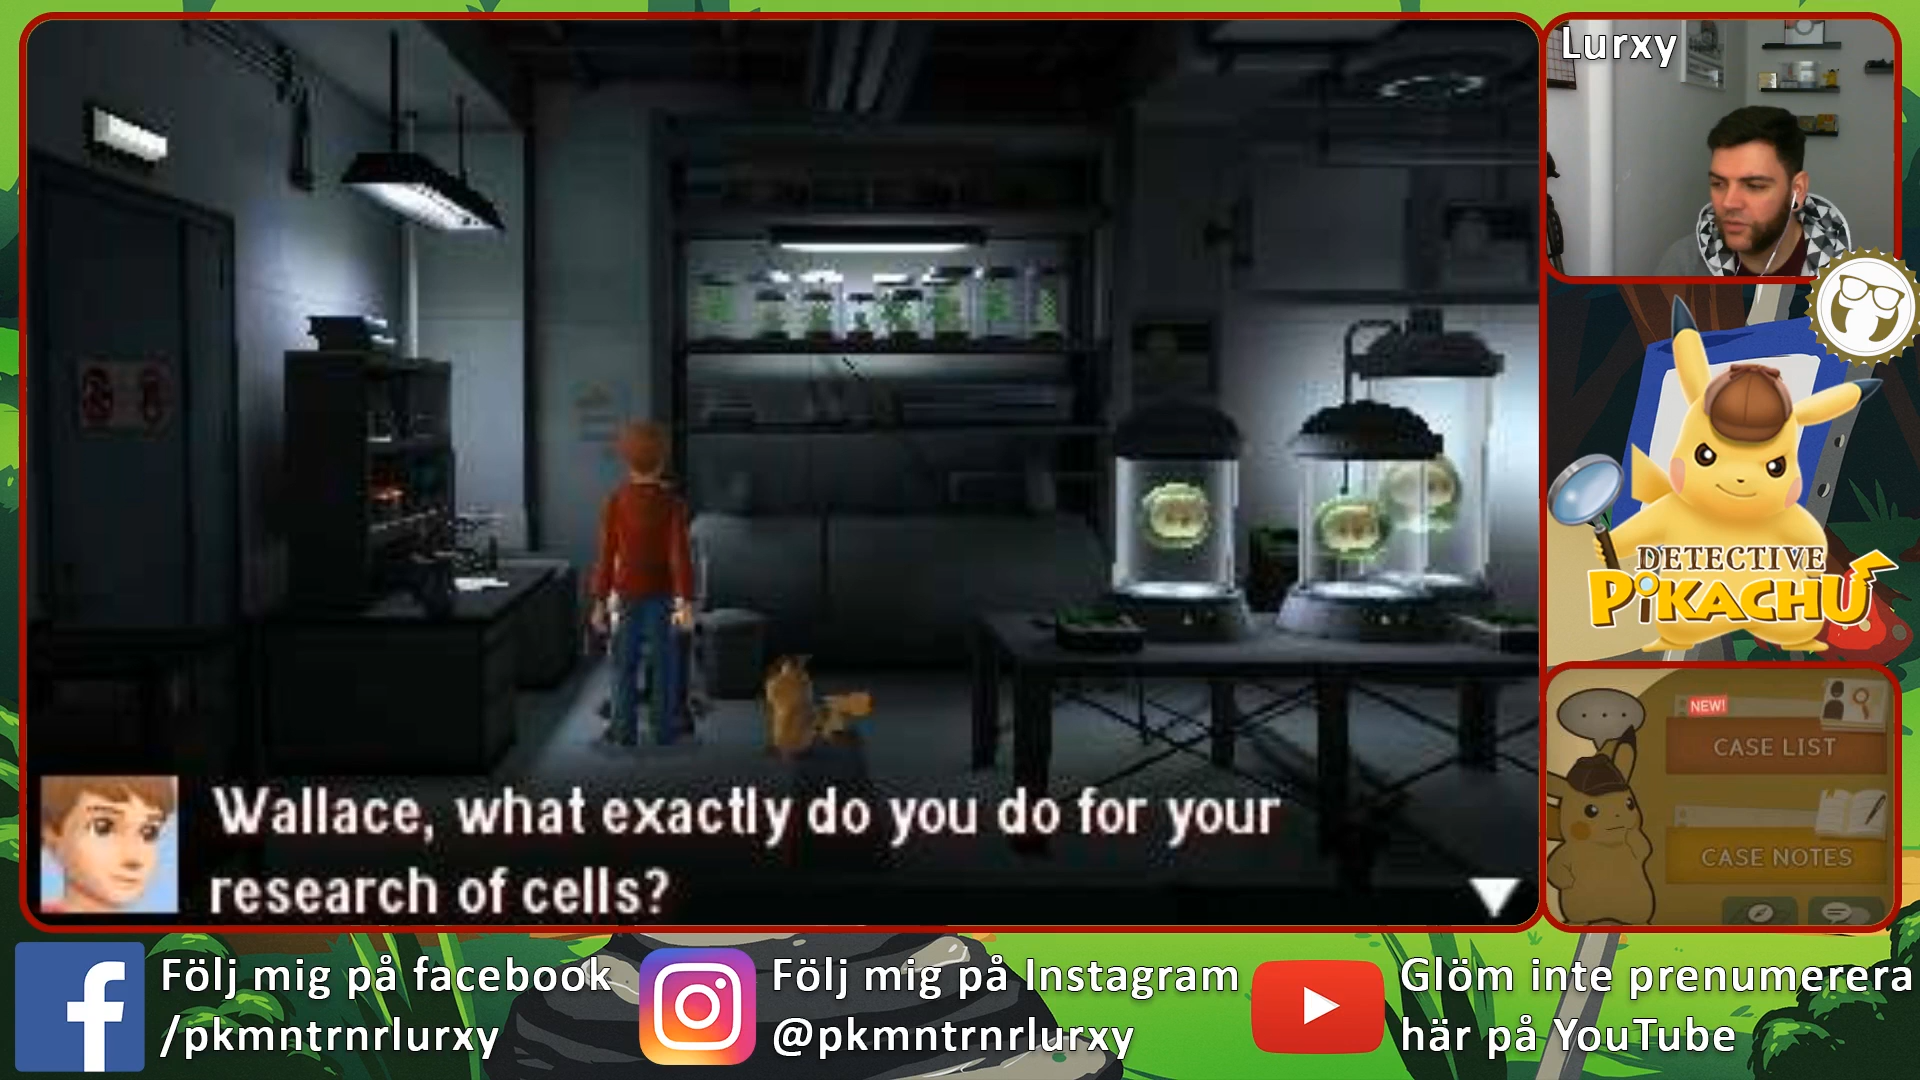 Lurxy
DETECTIVE
PiKACHU
NEW!
CASE LIST
CASE NOTES
Wallace, what exactly do you do for your
research of cells?
Följ mig på facebook
/pkmntrnrlurxy
Följ mig på Instagram
@pkmntrnrlurxy
Glöm inte prenumerera
här på YouTube